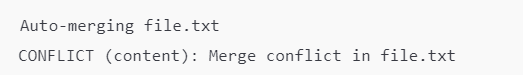 Auto-merging file.txt
CONFLICT (content): Merge conflict in file.txt